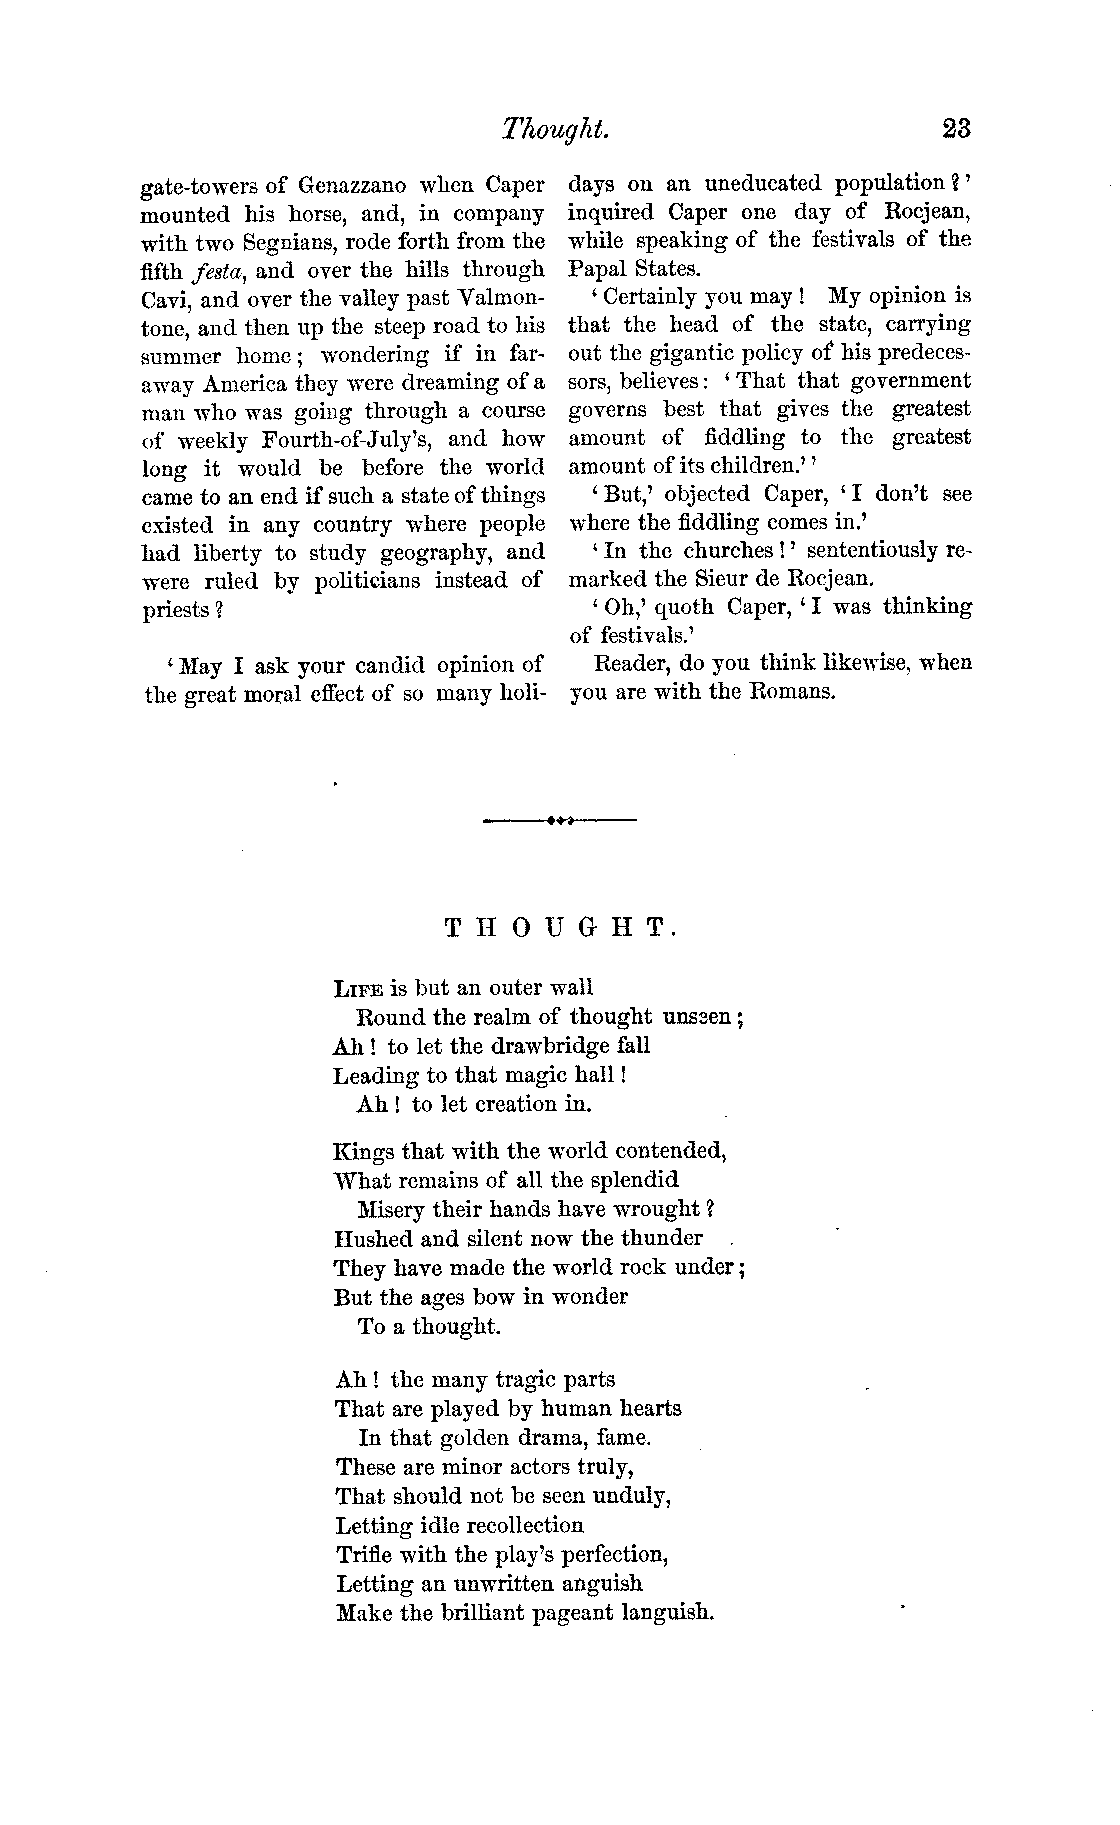 Thought. 23
gate-towers of Genazzano when Caper
mounted his horse, and, in company
with two Segnians, rode forth from the
fifth festa, and over the hills through
Cavi, and over the valley past Valmon-
tone, and then up the steep road to his
summer home; wondering if in far-
away America they were dreaming of a
man who was going through a course
of weekly Fourth-of-July's, and how
long it would be before the world
came to an end if such a state of things
existed in any country where people
had liberty to study geography, and
were ruled by politicians instead of
priests?
'May I ask your candid opinion of
the great moral effect of so many holi-
days on an uneducated population?'
inquired Caper one day of Rocjean,
while speaking of the festivals of the
Papal States.
'Certainly you may! My opinion is
that the head of the state, carrying
out the gigantic policy of his predeces-
sors, believes: 'That that government
governs best that gives the greatest
amount of fiddling to the greatest
amount of its children.''
'But,' objected Caper, 'I don't see
where the fiddling comes in.'
'In the churches!' sententiously re-
marked the Sieur de Rocjean.
'Oh,' quoth Caper, 'I was thinking
of festivals.'
Reader, do you think likewise, when
you are with the Romans.
THOUGHT.
LIFE is but an outer wall
Round the realm of thought unseen;
Ah! to let the drawbridge fall
Leading to that magic hall!
Ah! to let creation in.
Kings that with the world contended,
What remains of all the splendid
Misery their hands have wrought?
Hushed and silent now the thunder
They have made the world rock under;
But the ages bow in wonder
To a thought.
Ah! the many tragic parts
That are played by human hearts
In that golden drama, fame.
These are minor actors truly,
That should not be seen unduly,
Letting idle recollection
Trifle with the play's perfection,
Letting an unwritten anguish
Make the brilliant pageant languish.